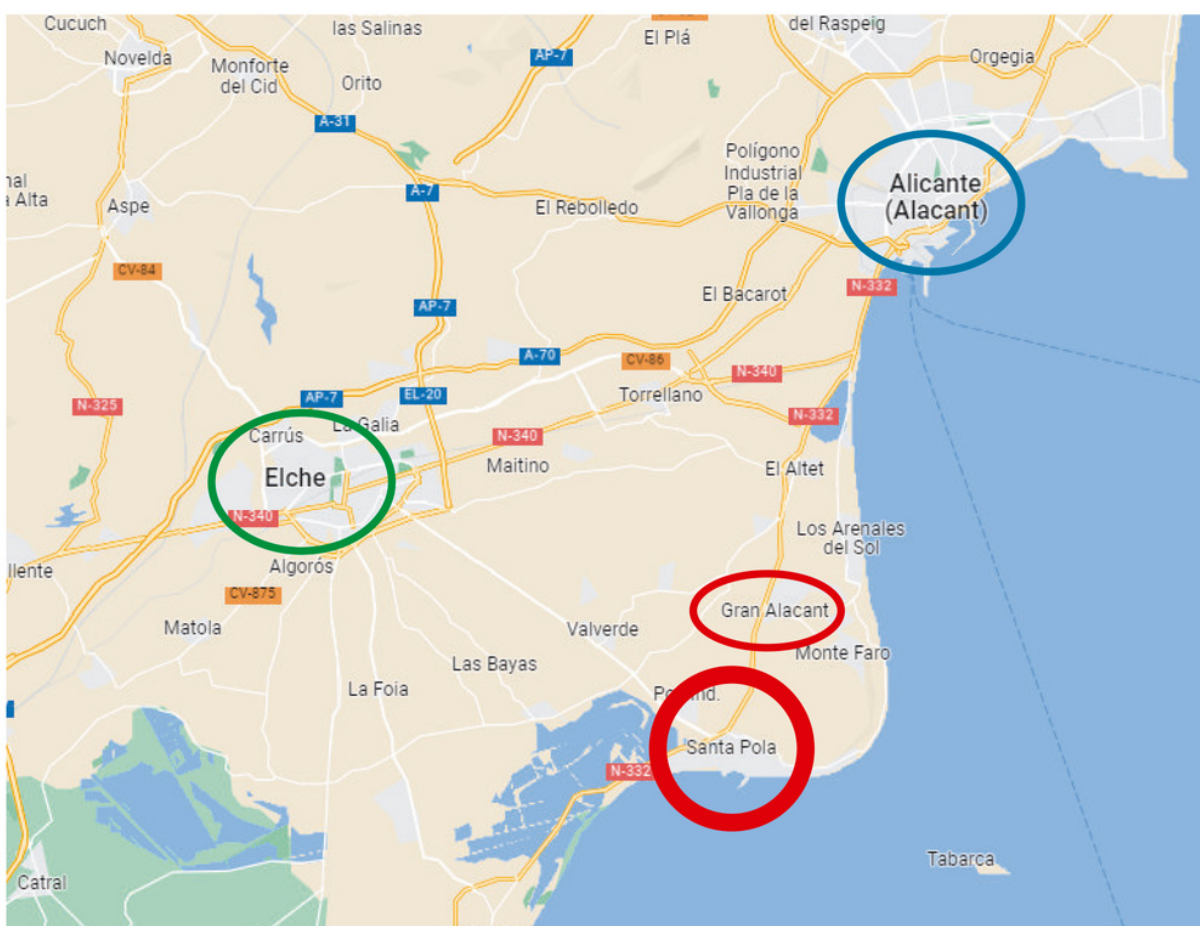 Cucuch
las Salinas
El Plá
del Raspeig
Novelda
AP-7
Orgegia
Monforte
del Cid
Orito
A-31
Polígono
Industrial
Pla de la
Vallonga
Alicante
(Alacant)
Alta
A-7
Aspe
El Rebolledo
CV-84
N-332
El Bacarot
AP-7
A-70
CV-86
N-340
AP-7
EL-20
Torrellano
N-325
N-332
Carrús
La Galia
N-340
Maitino
El Altet
Elche
N-340
Los Arenales
del Sol
Algorós
llente
CV-875
Gran Alacant
Matola
Valverde
Monte Faro
Las Bayas
La Foia
Santa Pola
N-332
Tabarca
Catral